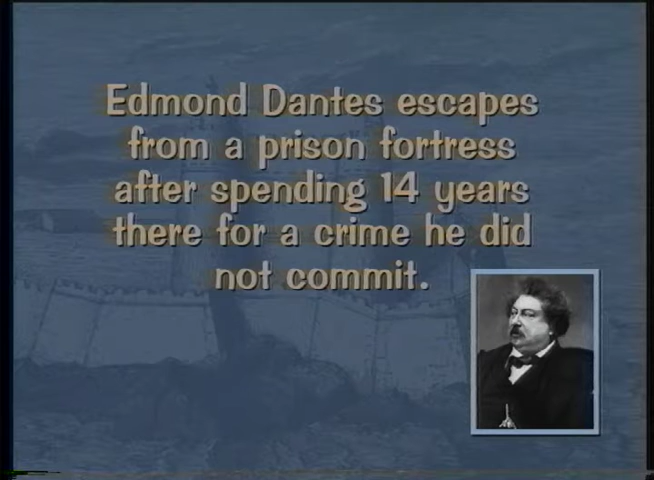 Edmond Dantes escapes
from a prison fortress
after spending 14 years
there for a crime he did
not commit.